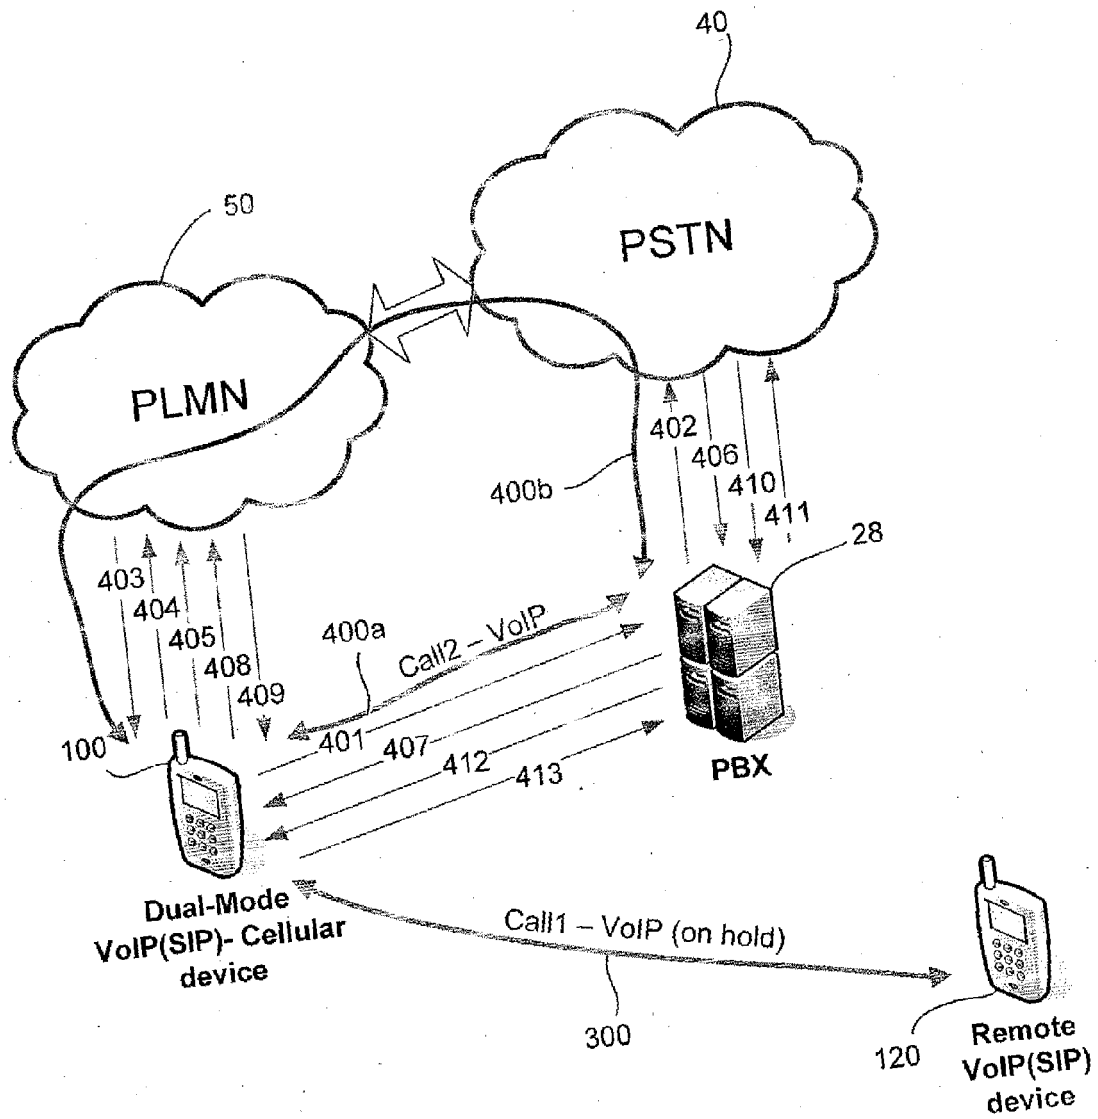 40
50
PSTN
PLMN
402
406
410
411
400b
28
403
404
405
408
409
400a
Call2 – VoIP
401
407
412
413
100
PBX
Dual-Mode
VoIP(SIP)- Cellular
device
Call1 – VoIP (on hold)
300
120
Remote
VoIP(SIP)
device